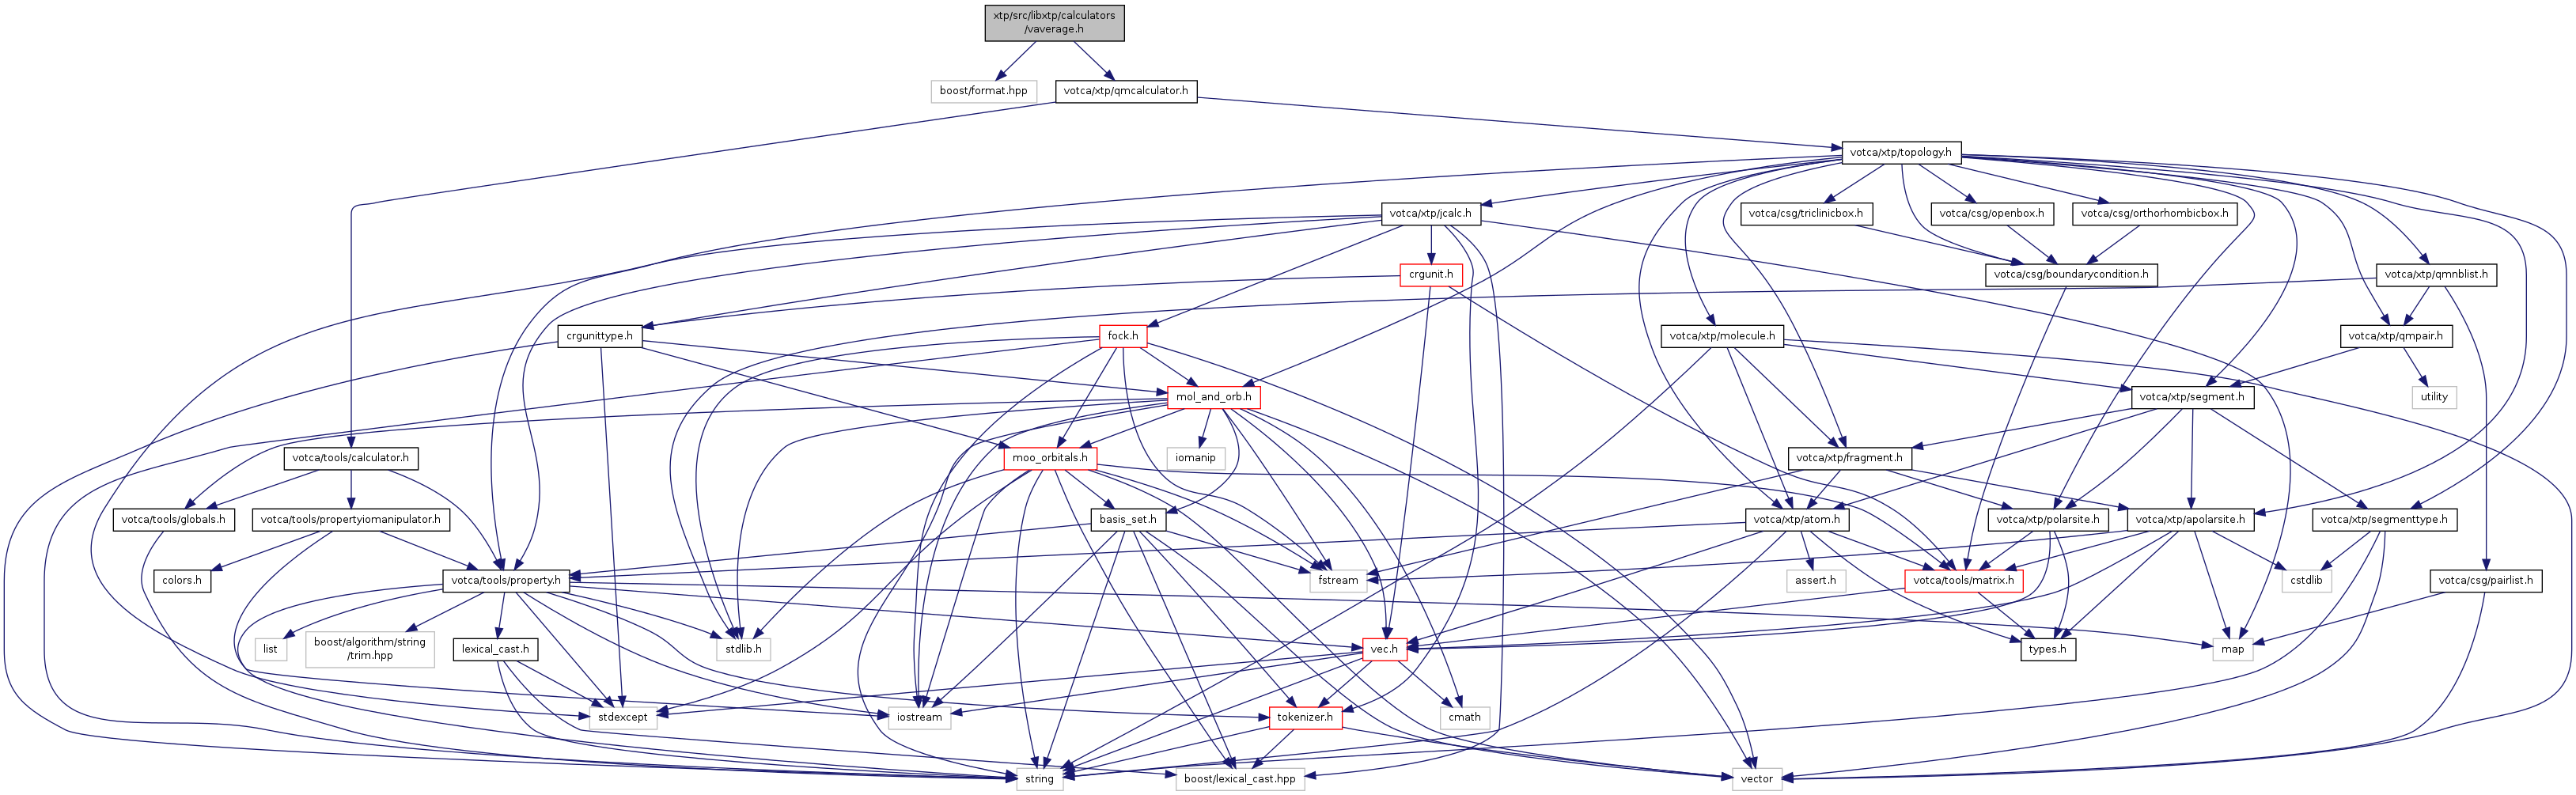 xtp/src/libxtp/calculators
/vaverage.h
boost/format.hpp
votca/xtp/qmcalculator.h
votca/xtp/topology.h
votca/xtp/jcalc.h
votca/csg/triclinicbox.h
votca/csg/openbox.h
votca/csg/orthorhombicbox.h
crgunit.h
votca/csg/boundarycondition.h
votca/xtp/qmnblist.h
crgunittype.h
fock.h
votca/xtp/molecule.h
votca/xtp/qmpair.h
mol_and_orb.h
votca/xtp/segment.h
utility
votca/tools/calculator.h
iomanip
moo_orbitals.h
votca/xtp/fragment.h
votca/tools/globals.h
votca/tools/propertyiomanipulator.h
basis_set.h
votca/xtp/atom.h
votca/xtp/polarsite.h
votca/xtp/apolarsite.h
votca/xtp/segmenttype.h
colors.h
votca/tools/property.h
fstream
assert.h
votca/tools/matrix.h
cstdlib
votca/csg/pairlist.h
list
boost/algorithm/string
/trim.hpp
lexical_cast.h
stdlib.h
vec.h
types.h
map
stdexcept
iostream
tokenizer.h
cmath
string
boost/lexical_cast.hpp
vector